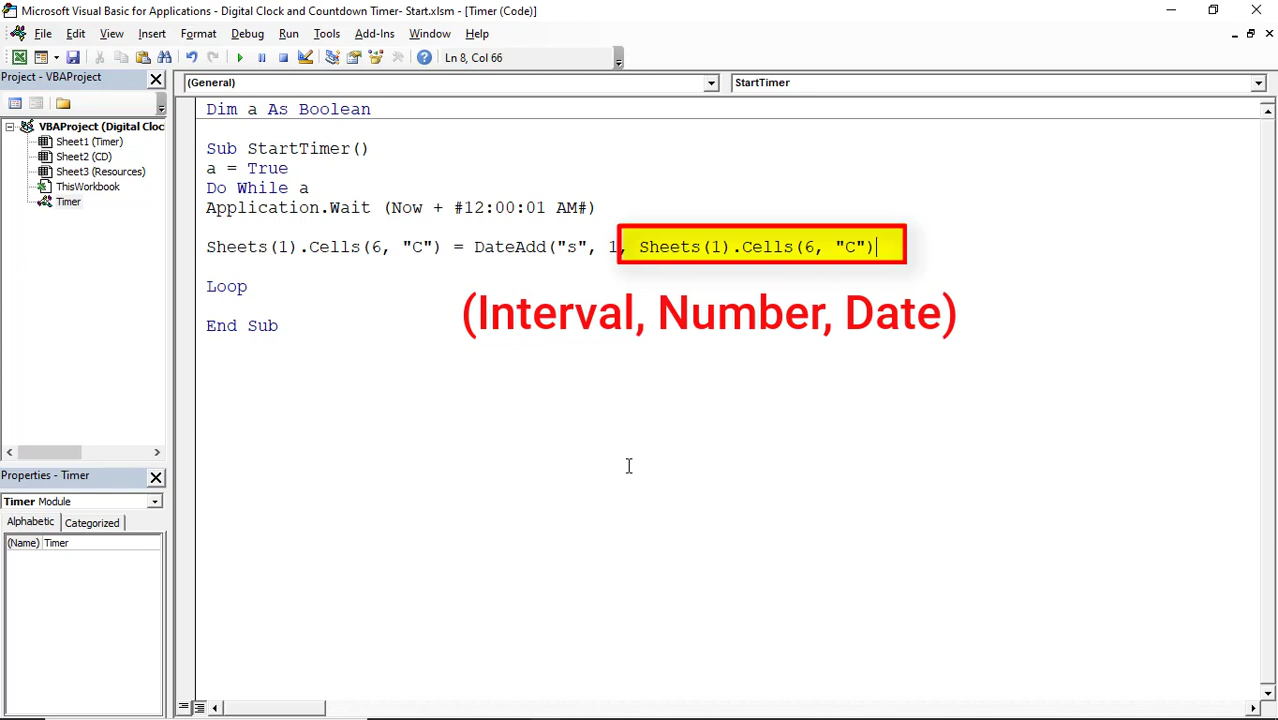 Microsoft Visual Basic for Applications - Digital Clock and Countdown Timer- Start.xlsm - [Timer (Code)]
File Edit View Insert Format Debug Run Tools Add-Ins Window Help
Ln 8, Col 66
Project - VBAProject
(General) StartTimer
VBAProject (Digital Cloc
Sheet1 (Timer)
Sheet2 (CD)
Sheet3 (Resources)
ThisWorkbook
Timer
Dim a As Boolean
Sub StartTimer()
a = True
Do While a
Application.Wait (Now + #12:00:01 AM#)
Sheets(1).Cells(6, "C") = DateAdd("s", 1, Sheets(1).Cells(6, "C")
Loop
End Sub
(Interval, Number, Date)
Properties - Timer
Timer Module
Alphabetic Categorized
(Name) Timer